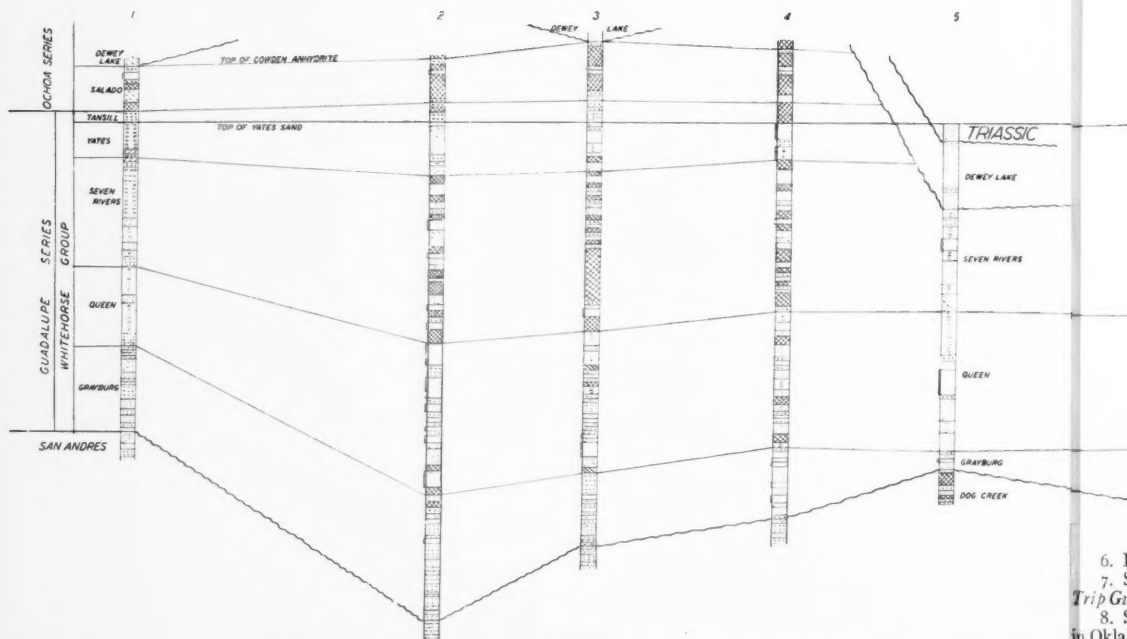 1 2 3 4 5
OCHOA SERIES
GUADALUPE SERIES
WHITEHORSE GROUP
DEWEY LAKE
SALADO
TANSILL
YATES
SEVEN RIVERS
QUEEN
GRAYBURG
SAN ANDRES
TOP OF COWDEN ANHYDRITE
TOP OF YATES SAND
DEWEY LAKE
TRIASSIC
DEWEY LAKE
SEVEN RIVERS
QUEEN
GRAYBURG
DOG CREEK
6.
7. S
Trip Gu
8. S
in Okla